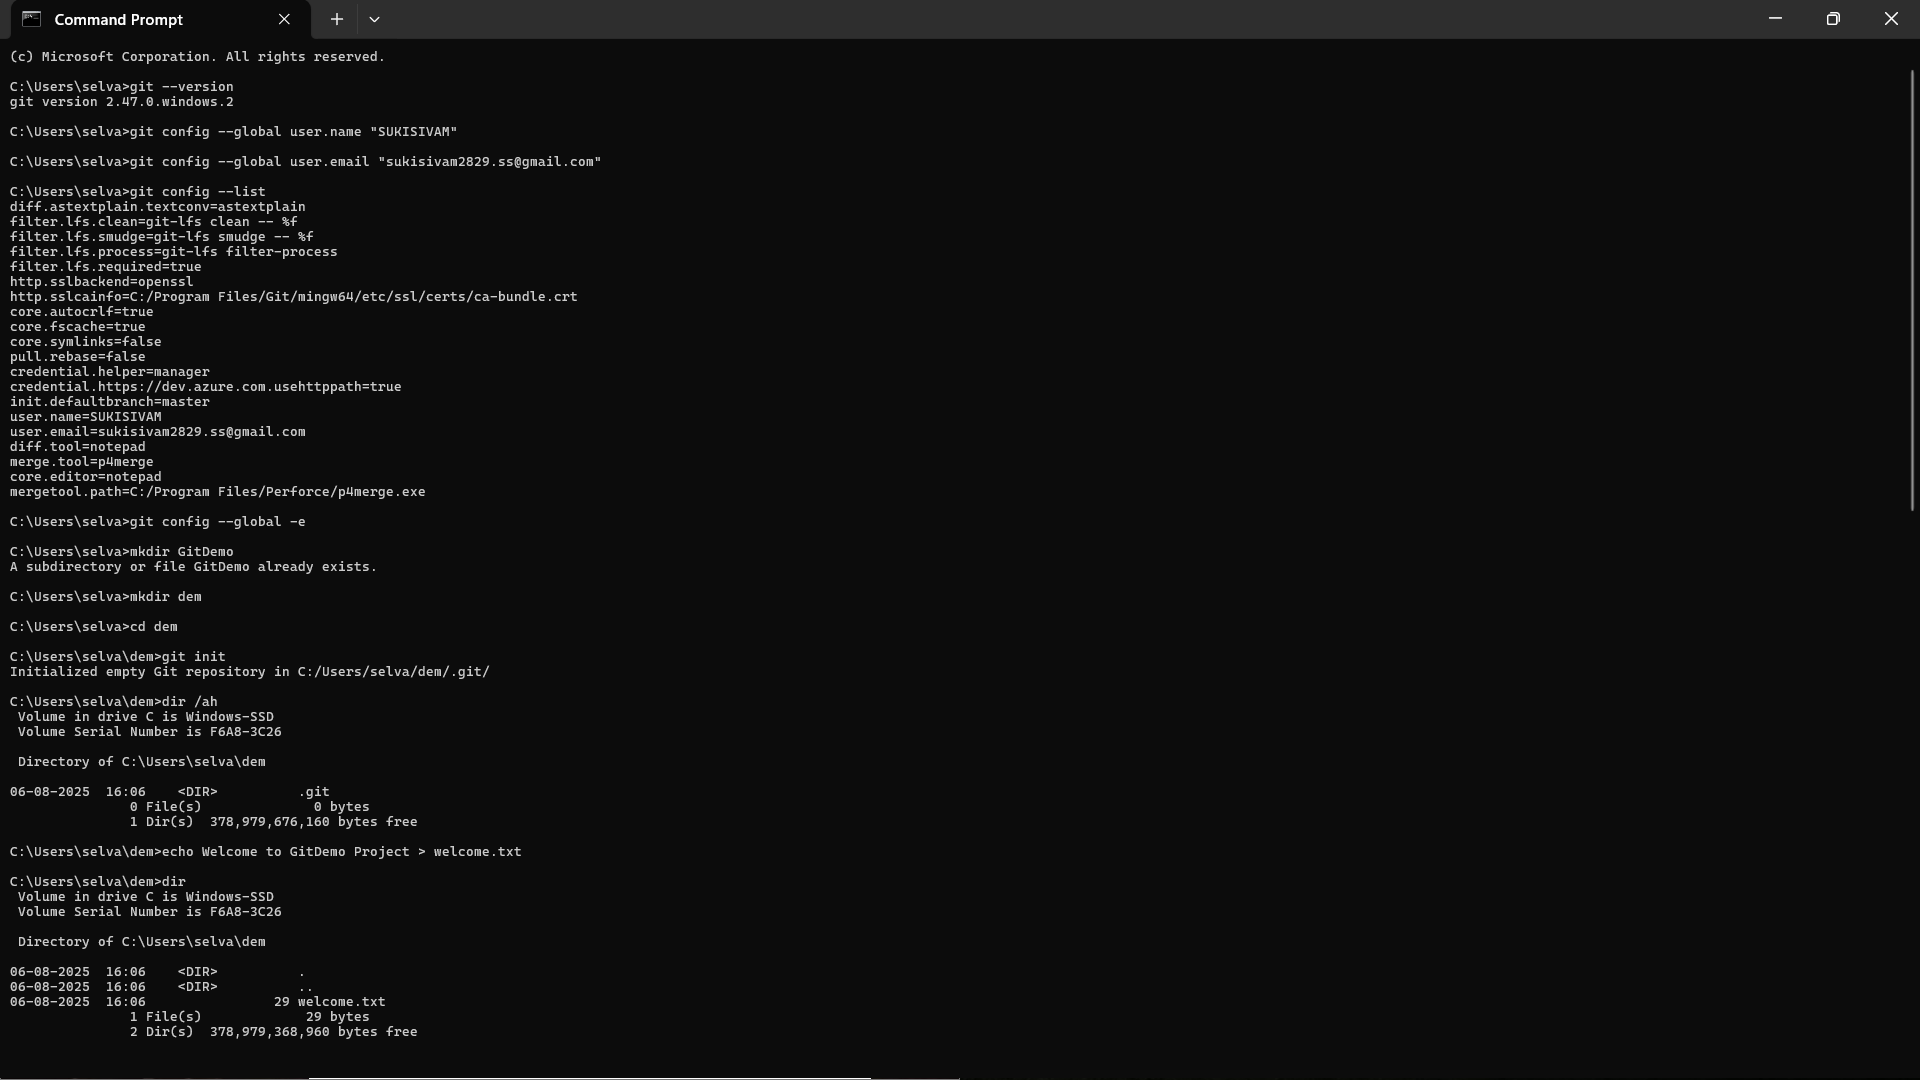 Command Prompt
(c) Microsoft Corporation. All rights reserved.
C:\Users\selva>git --version
git version 2.47.0.windows.2
C:\Users\selva>git config --global user.name "SUKISIVAM"
C:\Users\selva>git config --global user.email "sukisivam2829.ss@gmail.com"
C:\Users\selva>git config --list
diff.astextplain.textconv=astextplain
filter.lfs.clean=git-lfs clean -- %f
filter.lfs.smudge=git-lfs smudge -- %f
filter.lfs.process=git-lfs filter-process
filter.lfs.required=true
http.sslbackend=openssl
http.sslcainfo=C:/Program Files/Git/mingw64/etc/ssl/certs/ca-bundle.crt
core.autocrlf=true
core.fscache=true
core.symlinks=false
pull.rebase=false
credential.helper=manager
credential.https://dev.azure.com.usehttppath=true
init.defaultbranch=master
user.name=SUKISIVAM
user.email=sukisivam2829.ss@gmail.com
diff.tool=notepad
merge.tool=p4merge
core.editor=notepad
mergetool.path=C:/Program Files/Perforce/p4merge.exe
C:\Users\selva>git config --global -e
C:\Users\selva>mkdir GitDemo
A subdirectory or file GitDemo already exists.
C:\Users\selva>mkdir dem
C:\Users\selva>cd dem
C:\Users\selva\dem>git init
Initialized empty Git repository in C:/Users/selva/dem/.git/
C:\Users\selva\dem>dir /ah
 Volume in drive C is Windows-SSD
 Volume Serial Number is F6A8-3C26
 Directory of C:\Users\selva\dem
06-08-2025  16:06    <DIR>          .git
               0 File(s)              0 bytes
               1 Dir(s)  378,979,676,160 bytes free
C:\Users\selva\dem>echo Welcome to GitDemo Project > welcome.txt
C:\Users\selva\dem>dir
 Volume in drive C is Windows-SSD
 Volume Serial Number is F6A8-3C26
 Directory of C:\Users\selva\dem
06-08-2025  16:06    <DIR>          .
06-08-2025  16:06    <DIR>          ..
06-08-2025  16:06                29 welcome.txt
               1 File(s)             29 bytes
               2 Dir(s)  378,979,368,960 bytes free